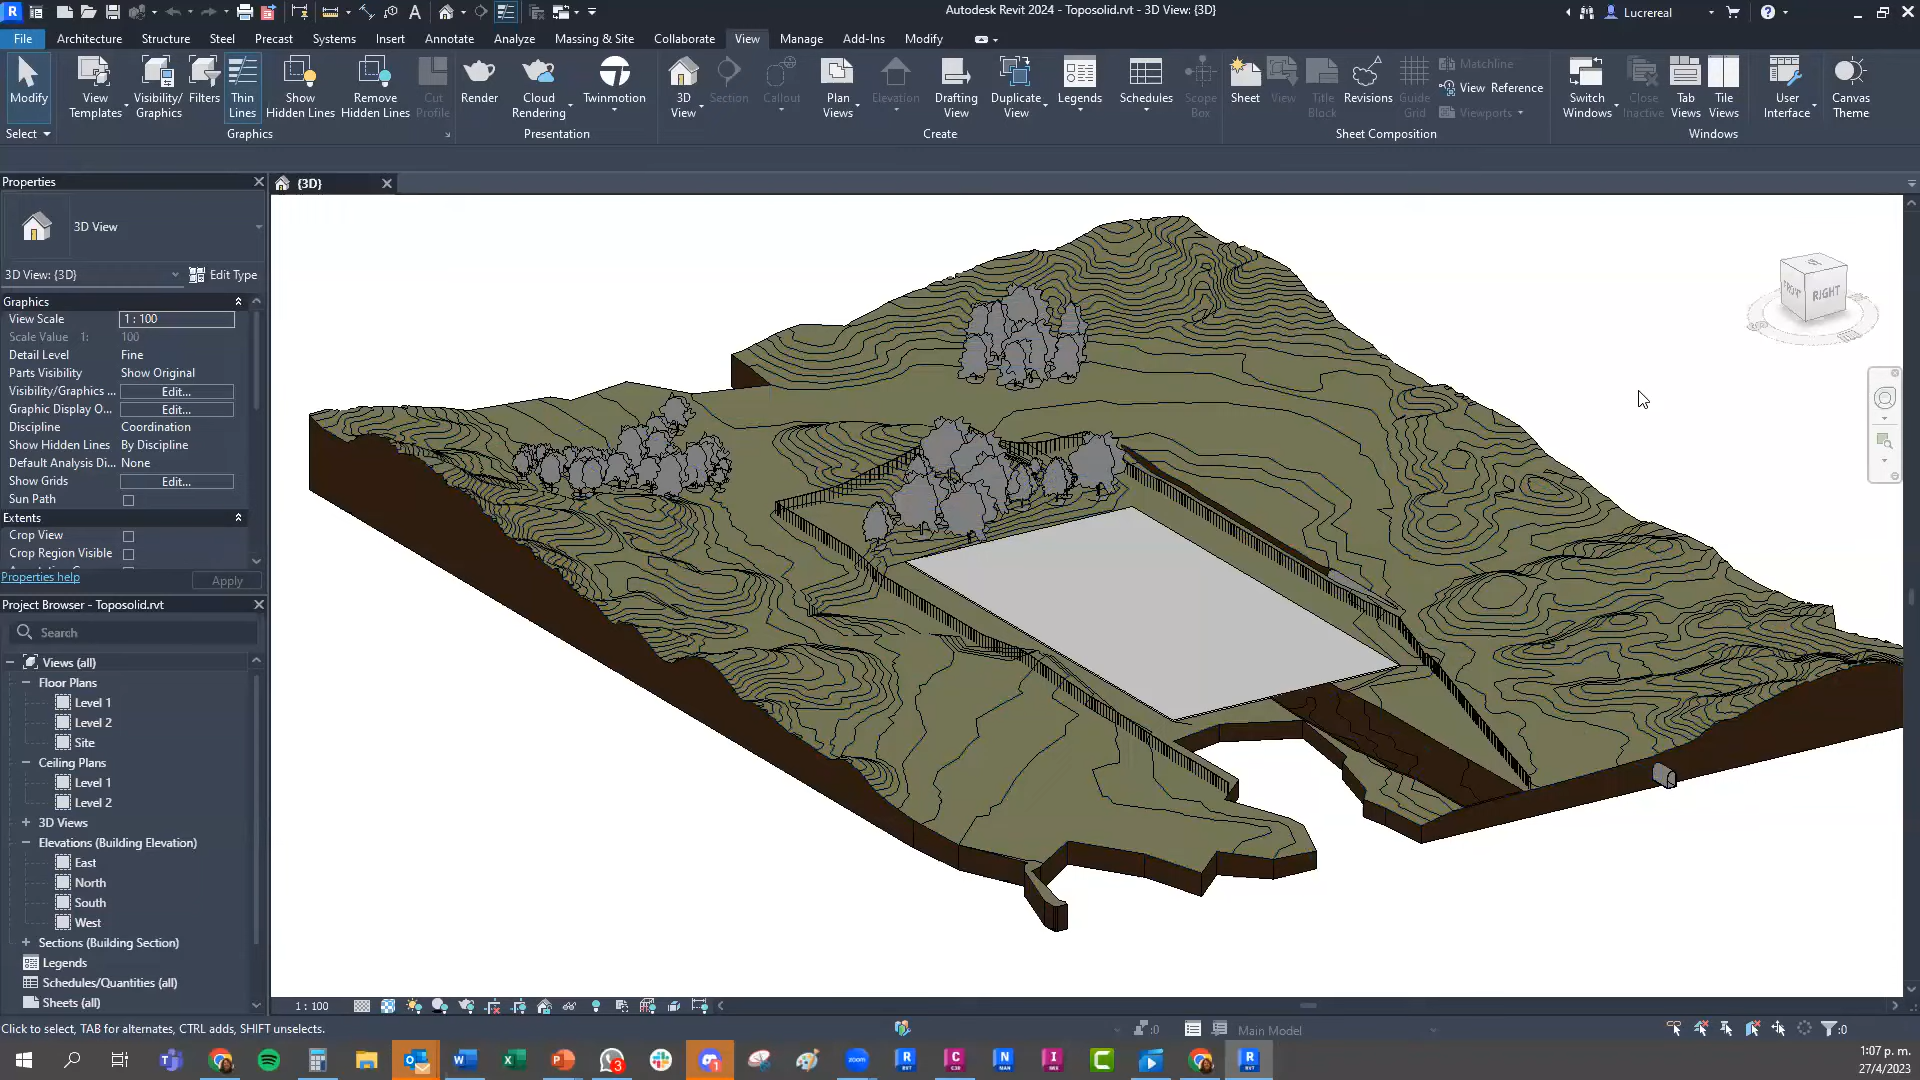 Autodesk Revit 2024 - Toposolid.rvt - 3D View: {3D}
Lucrereal
File Architecture Structure Steel Precast Systems Insert Annotate Analyze Massing & Site Collaborate View Manage Add-Ins Modify
Modify
View Templates
Visibility/ Graphics
Filters
Thin Lines
Show Hidden Lines
Remove Hidden Lines
Cut Profile
Render
Cloud Rendering
Twinmotion
3D View
Section
Callout
Plan Views
Elevation
Drafting View
Duplicate View
Legends
Schedules
Scope Box
Sheet
View
Title Block
Revisions
Guide Grid
Matchline
View Reference
Viewports
Switch Windows
Close Inactive
Tab Views
Tile Views
User Interface
Canvas Theme
Select
Graphics
Presentation
Create
Sheet Composition
Windows
Properties
{3D}
3D View
3D View: {3D}
Edit Type
Graphics
View Scale 1 : 100
Scale Value 1: 100
Detail Level Fine
Parts Visibility Show Original
Visibility/Graphics ... Edit...
Graphic Display O... Edit...
Discipline Coordination
Show Hidden Lines By Discipline
Default Analysis Di... None
Show Grids Edit...
Sun Path
Extents
Crop View
Crop Region Visible
Properties help
Apply
Project Browser - Toposolid.rvt
Search
Views (all)
Floor Plans
Level 1
Level 2
Site
Ceiling Plans
Level 1
Level 2
3D Views
Elevations (Building Elevation)
East
North
South
West
Sections (Building Section)
Legends
Schedules/Quantities (all)
Sheets (all)
FRONT
RIGHT
1 : 100
Click to select, TAB for alternates, CTRL adds, SHIFT unselects.
:0
Main Model
:0
1:07 p. m.
27/4/2023